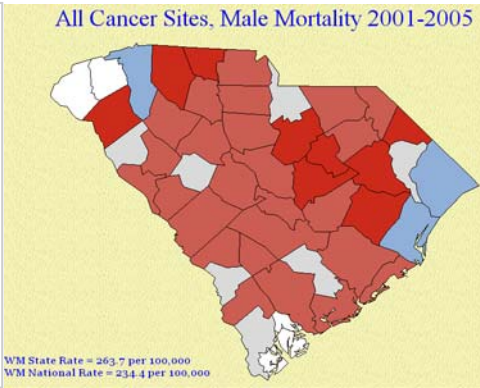 All Cancer Sites, Male Mortality 2001-2005
WM State Rate = 263.7 per 100,000
WM National Rate = 234.4 per 100,000